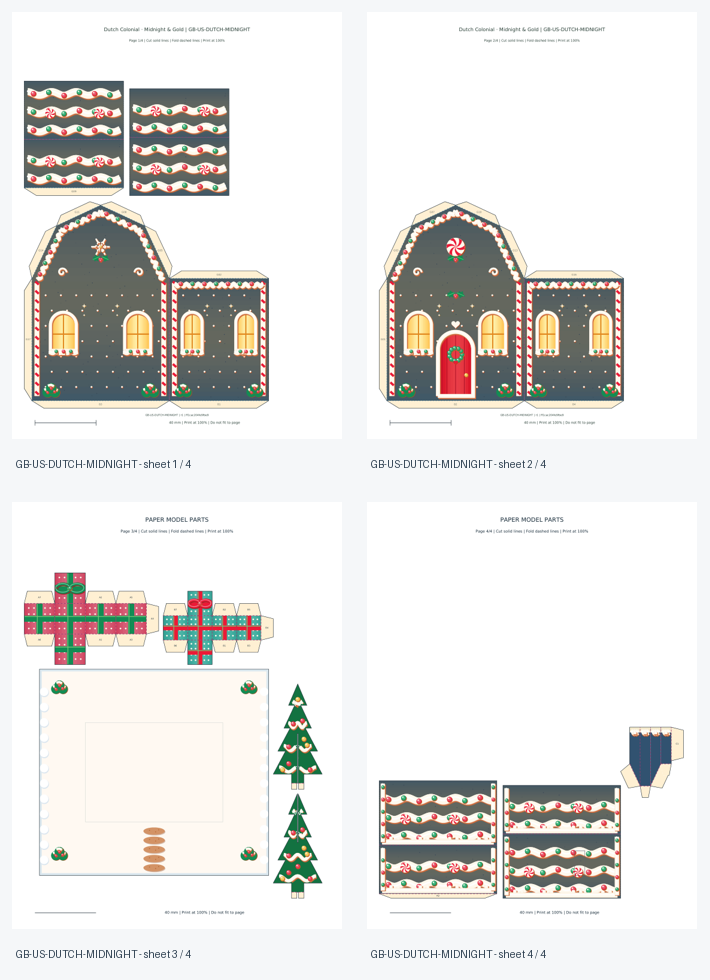 Dutch Colonial · Midnight & Gold | GB-US-DUTCH-MIDNIGHT
Page 1/4 | Cut solid lines | Fold dashed lines | Print at 100%
40 mm | Print at 100% | Do not fit to page
GB-US-DUTCH-MIDNIGHT - sheet 1 / 4
Dutch Colonial · Midnight & Gold | GB-US-DUTCH-MIDNIGHT
Page 2/4 | Cut solid lines | Fold dashed lines | Print at 100%
40 mm | Print at 100% | Do not fit to page
GB-US-DUTCH-MIDNIGHT - sheet 2 / 4
PAPER MODEL PARTS
Page 3/4 | Cut solid lines | Fold dashed lines | Print at 100%
40 mm | Print at 100% | Do not fit to page
GB-US-DUTCH-MIDNIGHT - sheet 3 / 4
PAPER MODEL PARTS
Page 4/4 | Cut solid lines | Fold dashed lines | Print at 100%
40 mm | Print at 100% | Do not fit to page
GB-US-DUTCH-MIDNIGHT - sheet 4 / 4